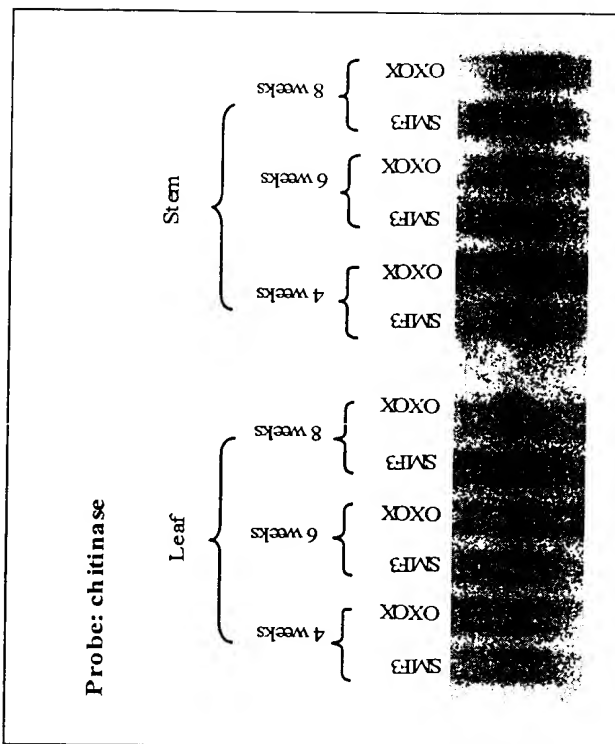 Probe: chitinase
Leaf Stem
4 weeks 6 weeks 8 weeks 4 weeks 6 weeks 8 weeks
SMF3 OXOX SMF3 OXOX SMF3 OXOX SMF3 OXOX SMF3 OXOX SMF3 OXOX